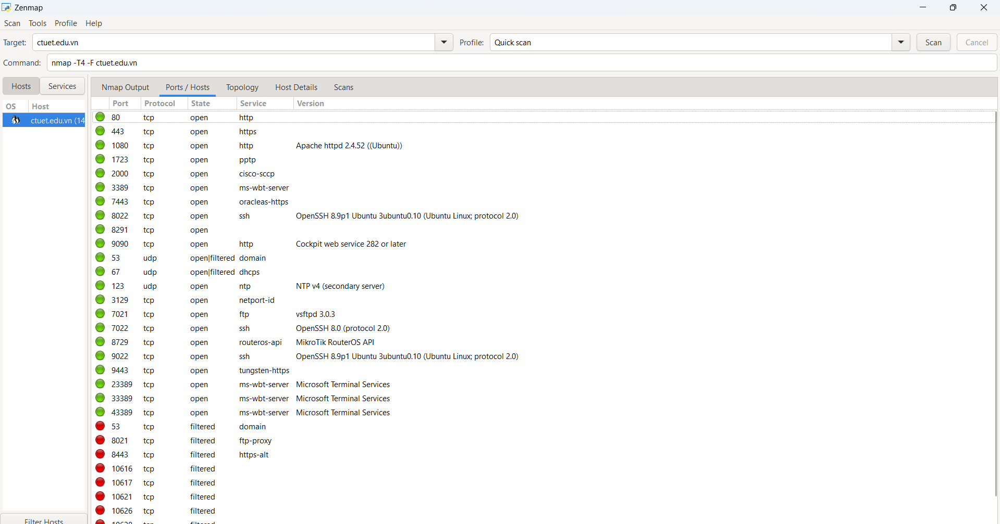 Zenmap
Scan Tools Profile Help
Target: ctuet.edu.vn Profile: Quick scan Scan Cancel
Command: nmap -T4 -F ctuet.edu.vn
Hosts Services Nmap Output Ports / Hosts Topology Host Details Scans
OS Host Port Protocol State Service Version
ctuet.edu.vn (14 80 tcp open http
443 tcp open https
1080 tcp open http Apache httpd 2.4.52 ((Ubuntu))
1723 tcp open pptp
2000 tcp open cisco-sccp
3389 tcp open ms-wbt-server
7443 tcp open oracleas-https
8022 tcp open ssh OpenSSH 8.9p1 Ubuntu 3ubuntu0.10 (Ubuntu Linux; protocol 2.0)
8291 tcp open
9090 tcp open http Cockpit web service 282 or later
53 udp open|filtered domain
67 udp open|filtered dhcps
123 udp open ntp NTP v4 (secondary server)
3129 tcp open netport-id
7021 tcp open ftp vsftpd 3.0.3
7022 tcp open ssh OpenSSH 8.0 (protocol 2.0)
8729 tcp open routeros-api MikroTik RouterOS API
9022 tcp open ssh OpenSSH 8.9p1 Ubuntu 3ubuntu0.10 (Ubuntu Linux; protocol 2.0)
9443 tcp open tungsten-https
23389 tcp open ms-wbt-server Microsoft Terminal Services
33389 tcp open ms-wbt-server Microsoft Terminal Services
43389 tcp open ms-wbt-server Microsoft Terminal Services
53 tcp filtered domain
8021 tcp filtered ftp-proxy
8443 tcp filtered https-alt
10616 tcp filtered
10617 tcp filtered
10621 tcp filtered
10626 tcp filtered
Filter Hosts